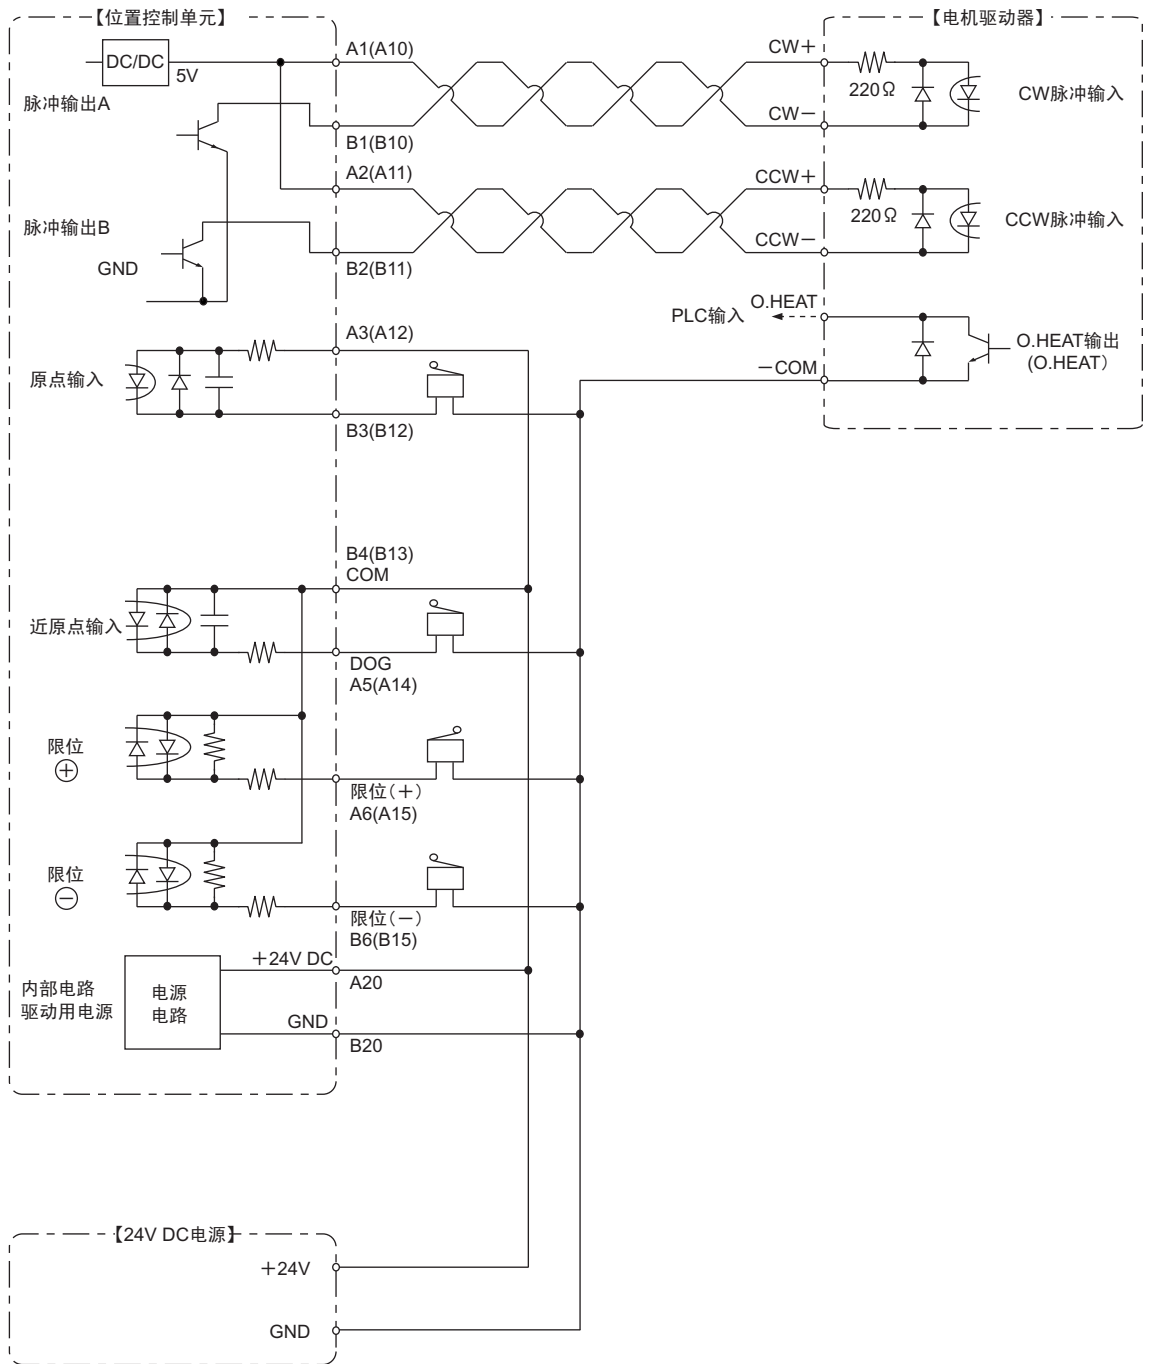 【位置控制单元】
【电机驱动器】
DC/DC
5V
A1(A10)
CW＋
220Ω
CW脉冲输入
脉冲输出A
CW－
B1(B10)
A2(A11)
CCW＋
220Ω
CCW脉冲输入
脉冲输出B
CCW－
GND
B2(B11)
O.HEAT
PLC输入
A3(A12)
O.HEAT输出
(O.HEAT)
－COM
原点输入
B3(B12)
B4(B13)
COM
近原点输入
DOG
A5(A14)
限位
＋
限位(＋)
A6(A15)
限位
－
限位(－)
B6(B15)
＋24V DC
A20
内部电路
驱动用电源
电源
电路
GND
B20
【24V DC电源】
＋24V
GND